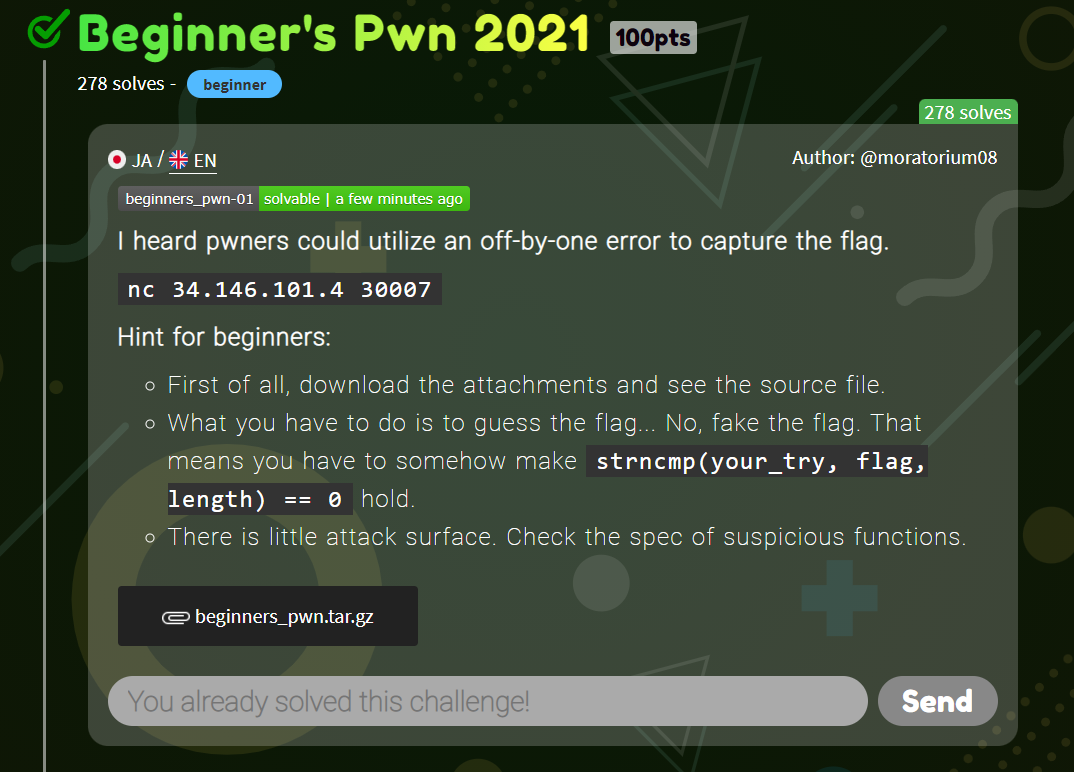 Beginner's Pwn 2021 100pts
278 solves - beginner
278 solves
JA / EN
Author: @moratorium08
beginners_pwn-01 solvable | a few minutes ago
I heard pwners could utilize an off-by-one error to capture the flag.
nc 34.146.101.4 30007
Hint for beginners:
First of all, download the attachments and see the source file.
What you have to do is to guess the flag... No, fake the flag. That
means you have to somehow make strncmp(your_try, flag,
length) == 0 hold.
There is little attack surface. Check the spec of suspicious functions.
beginners_pwn.tar.gz
You already solved this challenge!
Send